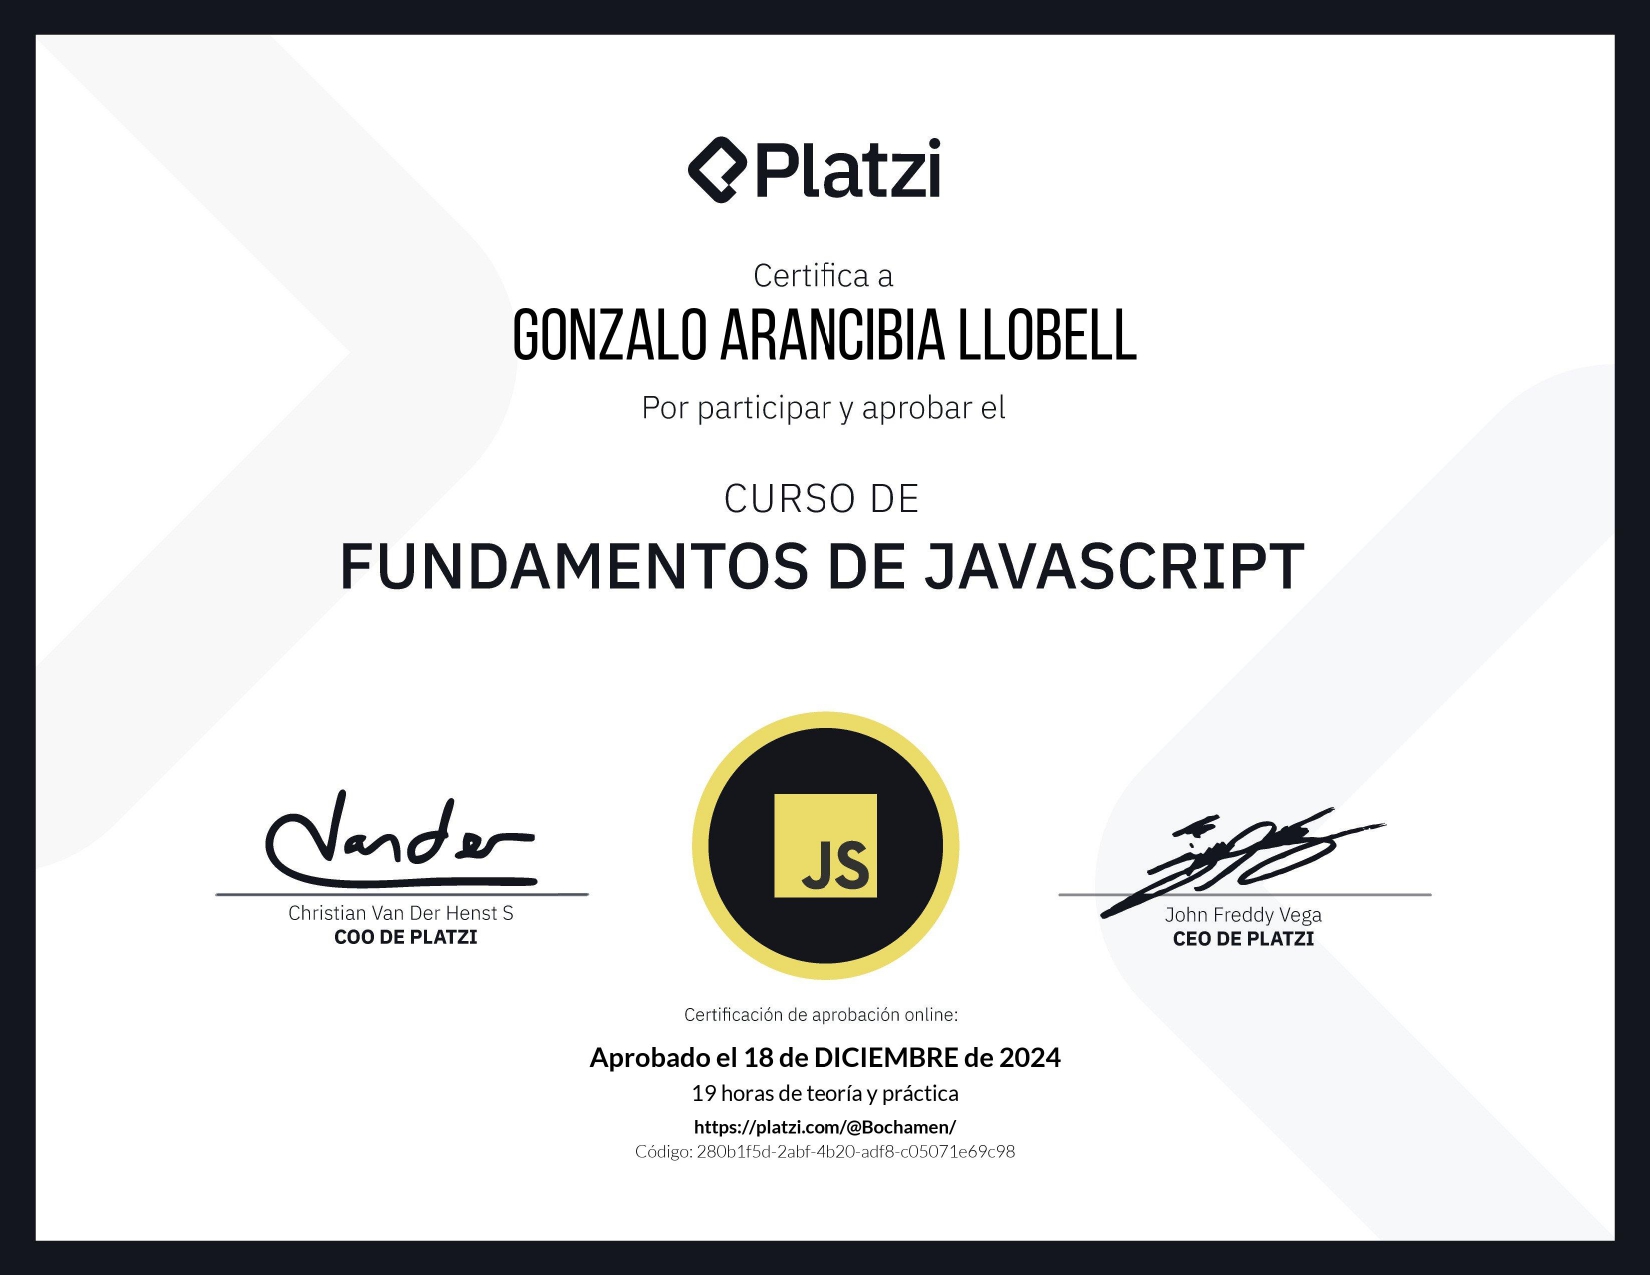 Platzi
Certifica a
GONZALO ARANCIBIA LLOBELL
Por participar y aprobar el
CURSO DE
FUNDAMENTOS DE JAVASCRIPT
Vander
JS
Christian Van Der Henst S
COO DE PLATZI
John Freddy Vega
CEO DE PLATZI
Certificación de aprobación online:
Aprobado el 18 de DICIEMBRE de 2024
19 horas de teoría y práctica
https://platzi.com/@Bochamen/
Código: 280b1f5d-2abf-4b20-adf8-c05071e69c98